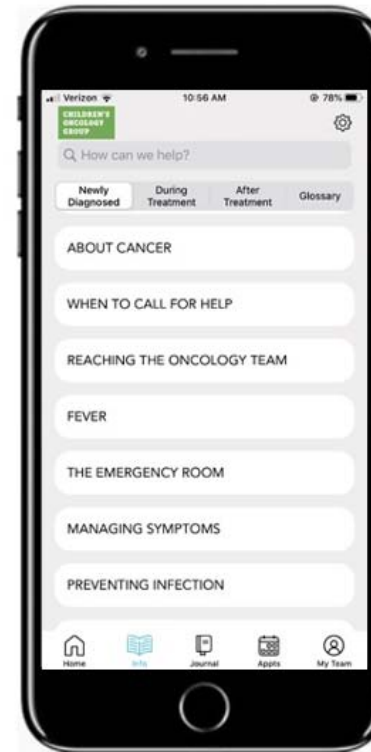 Verizon
10:56 AM
78%
CHILDREN'S
ONCOLOGY
GROUP
How can we help?
Newly
Diagnosed
During
Treatment
After
Treatment
Glossary
ABOUT CANCER
WHEN TO CALL FOR HELP
REACHING THE ONCOLOGY TEAM
FEVER
THE EMERGENCY ROOM
MANAGING SYMPTOMS
PREVENTING INFECTION
Home
Info
Journal
Appts
My Team